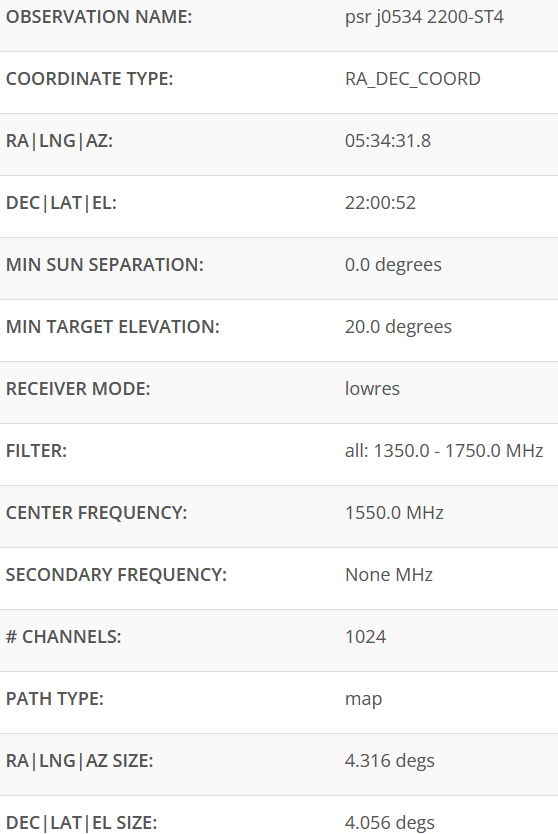 OBSERVATION NAME: psr j0534 2200-ST4
COORDINATE TYPE: RA_DEC_COORD
RA|LNG|AZ: 05:34:31.8
DEC|LAT|EL: 22:00:52
MIN SUN SEPARATION: 0.0 degrees
MIN TARGET ELEVATION: 20.0 degrees
RECEIVER MODE: lowres
FILTER: all: 1350.0 - 1750.0 MHz
CENTER FREQUENCY: 1550.0 MHz
SECONDARY FREQUENCY: None MHz
# CHANNELS: 1024
PATH TYPE: map
RA|LNG|AZ SIZE: 4.316 degs
DEC|LAT|EL SIZE: 4.056 degs